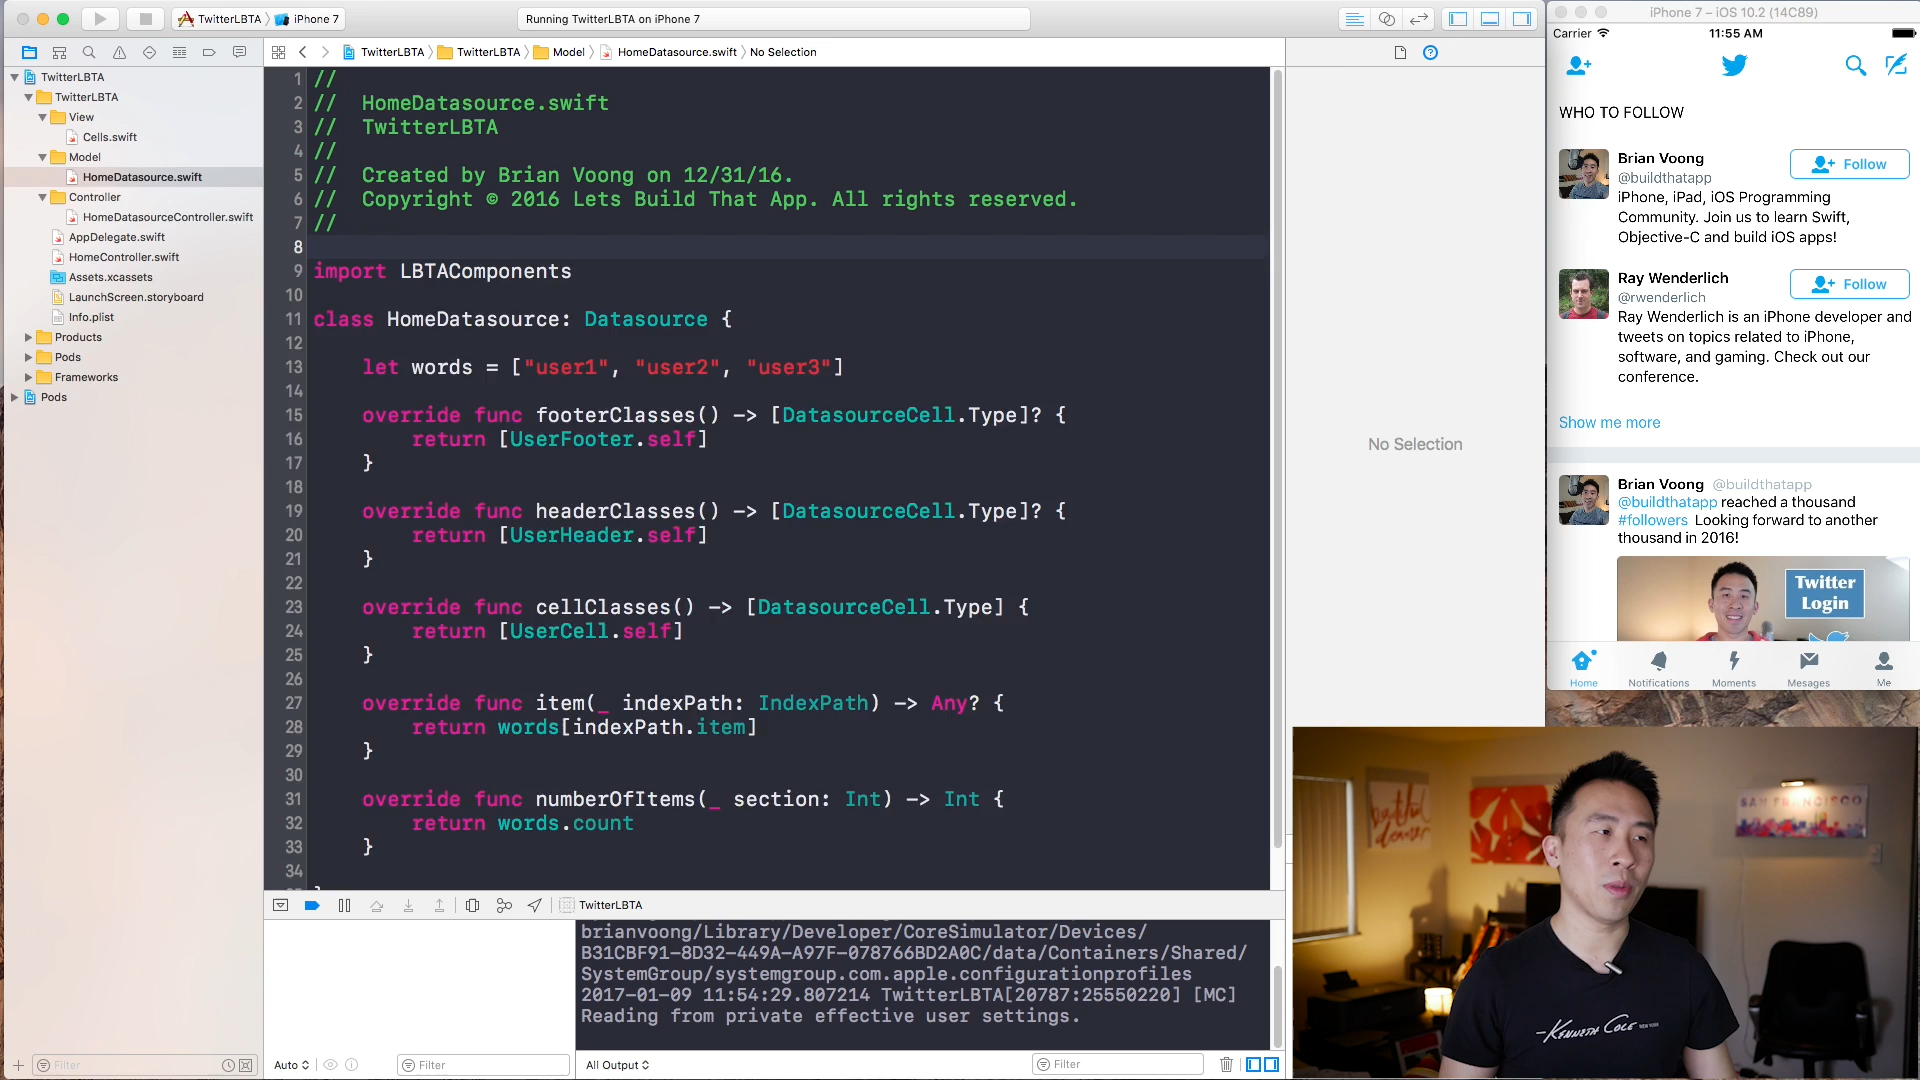 TwitterLBTA
iPhone 7
Running TwitterLBTA on iPhone 7
TwitterLBTA
TwitterLBTA
Model
HomeDatasource.swift
No Selection
TwitterLBTA
TwitterLBTA
View
Cells.swift
Model
HomeDatasource.swift
Controller
HomeDatasourceController.swift
AppDelegate.swift
HomeController.swift
Assets.xcassets
LaunchScreen.storyboard
Info.plist
Products
Pods
Frameworks
Pods
Filter
1 //
2 //  HomeDatasource.swift
3 //  TwitterLBTA
4 //
5 //  Created by Brian Voong on 12/31/16.
6 //  Copyright © 2016 Lets Build That App. All rights reserved.
7 //
8
9 import LBTAComponents
10
11 class HomeDatasource: Datasource {
12
13     let words = ["user1", "user2", "user3"]
14
15     override func footerClasses() -> [DatasourceCell.Type]? {
16         return [UserFooter.self]
17     }
18
19     override func headerClasses() -> [DatasourceCell.Type]? {
20         return [UserHeader.self]
21     }
22
23     override func cellClasses() -> [DatasourceCell.Type] {
24         return [UserCell.self]
25     }
26
27     override func item(_ indexPath: IndexPath) -> Any? {
28         return words[indexPath.item]
29     }
30
31     override func numberOfItems(_ section: Int) -> Int {
32         return words.count
33     }
34
TwitterLBTA
brianvoong/Library/Developer/CoreSimulator/Devices/
B31CBF91-8D32-449A-A97F-078766BD2A0C/data/Containers/Shared/
SystemGroup/systemgroup.com.apple.configurationprofiles
2017-01-09 11:54:29.807214 TwitterLBTA[20787:25550220] [MC]
Reading from private effective user settings.
Auto
Filter
All Output
Filter
No Selection
iPhone 7 – iOS 10.2 (14C89)
Carrier
11:55 AM
WHO TO FOLLOW
Brian Voong
Follow
@buildthatapp
iPhone, iPad, iOS Programming
Community. Join us to learn Swift,
Objective-C and build iOS apps!
Ray Wenderlich
Follow
@rwenderlich
Ray Wenderlich is an iPhone developer and
tweets on topics related to iPhone,
software, and gaming. Check out our
conference.
Show me more
Brian Voong @buildthatapp
@buildthatapp reached a thousand
#followers Looking forward to another
thousand in 2016!
Twitter
Login
Home
Notifications
Moments
Mesages
Me
beautiful
SAN FRANCISCO
KENNETH COLE NEW YORK